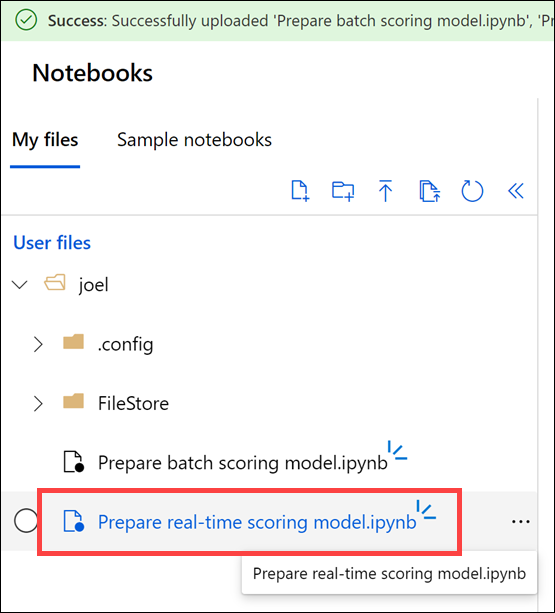 Success: Successfully uploaded 'Prepare batch scoring model.ipynb', 'Pr
Notebooks
My files Sample notebooks
User files
joel
.config
FileStore
Prepare batch scoring model.ipynb
Prepare real-time scoring model.ipynb
Prepare real-time scoring model.ipynb